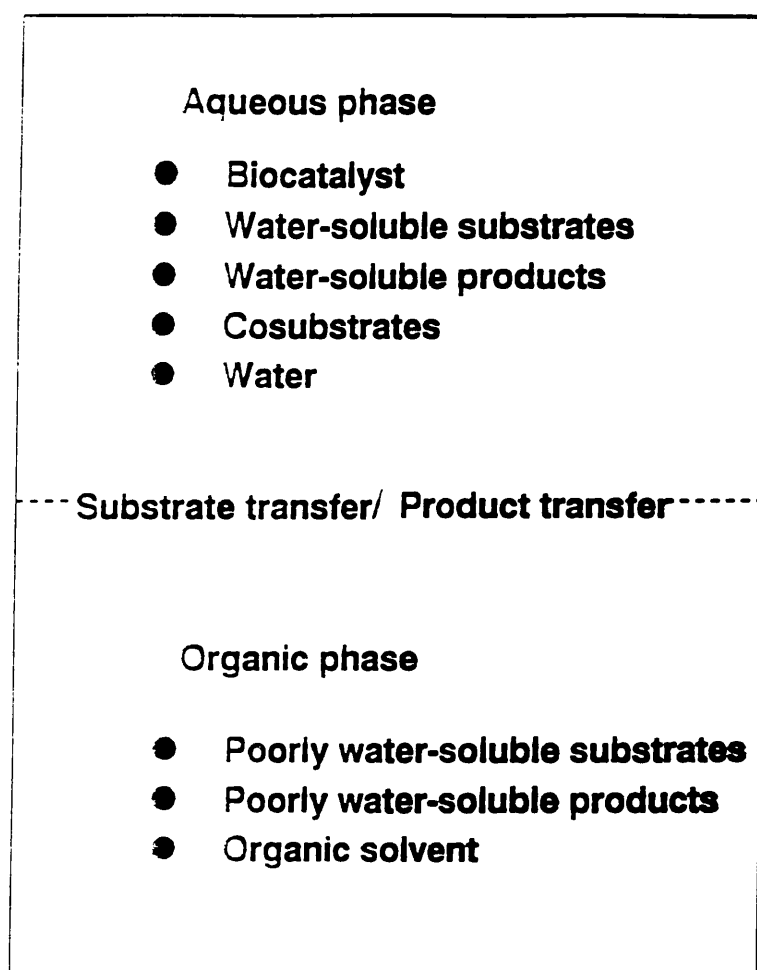 Aqueous phase
● Biocatalyst
● Water-soluble substrates
● Water-soluble products
● Cosubstrates
● Water
----Substrate transfer/ Product transfer------
Organic phase
● Poorly water-soluble substrates
● Poorly water-soluble products
● Organic solvent